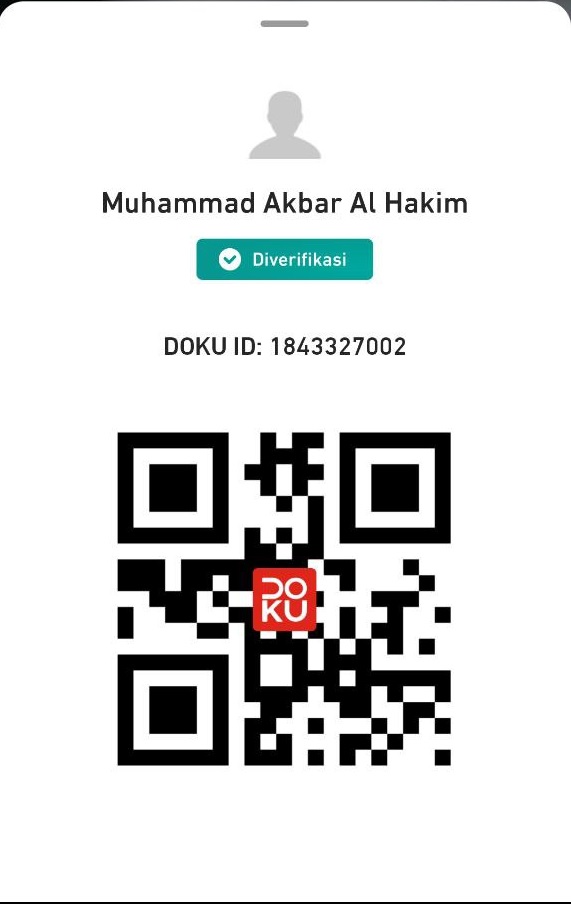 Muhammad Akbar Al Hakim
Diverifikasi
DOKU ID: 1843327002
DO
KU